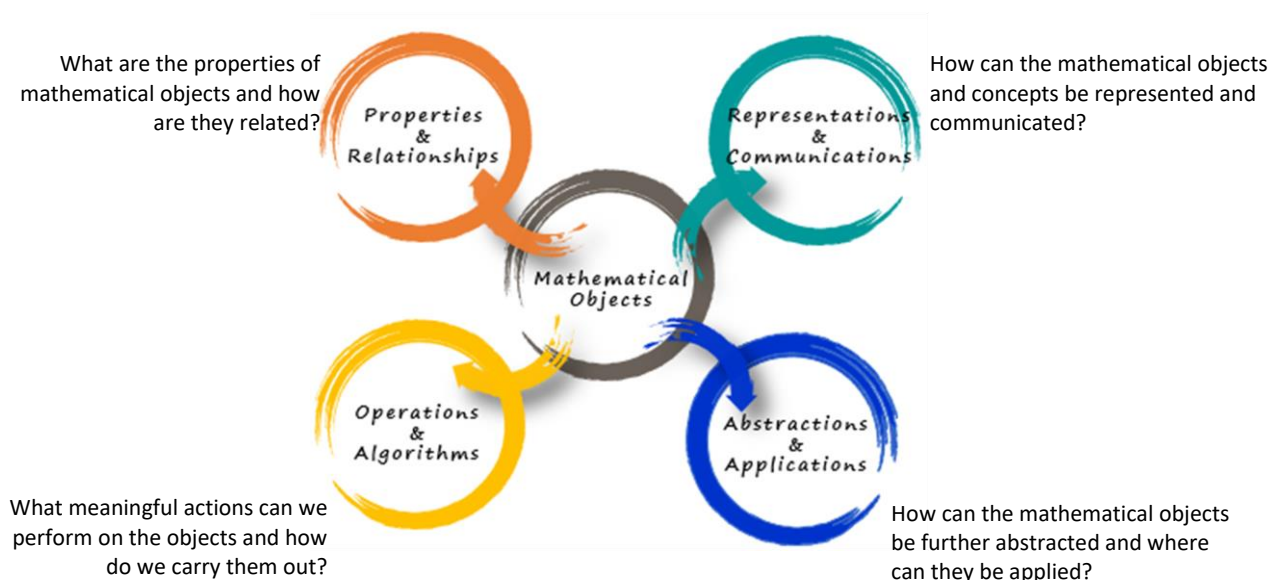 What are the properties of
mathematical objects and how
are they related?
Properties
&
Relationships
Representations
&
Communications
How can the mathematical objects
and concepts be represented and
communicated?
Mathematical
Objects
Operations
&
Algorithms
Abstractions
&
Applications
What meaningful actions can we
perform on the objects and how
do we carry them out?
How can the mathematical objects
be further abstracted and where
can they be applied?